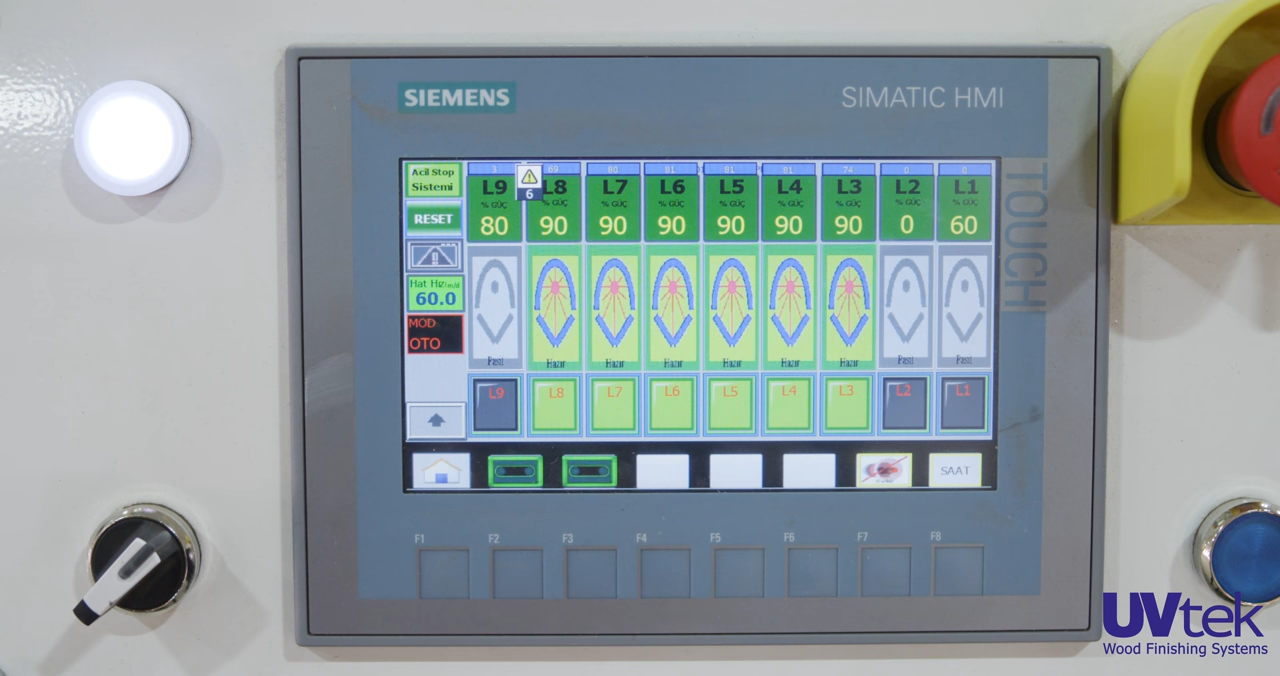 SIEMENS
SIMATIC HMI
TOUCH
Acil Stop
Sistemi
RESET
Hat Hız m/d
60.0
MOD
OTO
3 69 80 81 81 81 74 0 0
6
L9 L8 L7 L6 L5 L4 L3 L2 L1
% GÜÇ % GÜÇ % GÜÇ % GÜÇ % GÜÇ % GÜÇ % GÜÇ % GÜÇ % GÜÇ
80 90 90 90 90 90 90 0 60
Pasif Hazır Hazır Hazır Hazır Hazır Hazır Pasif Pasif
L9 L8 L7 L6 L5 L4 L3 L2 L1
SAAT
F1 F2 F3 F4 F5 F6 F7 F8
UVtek
Wood Finishing Systems